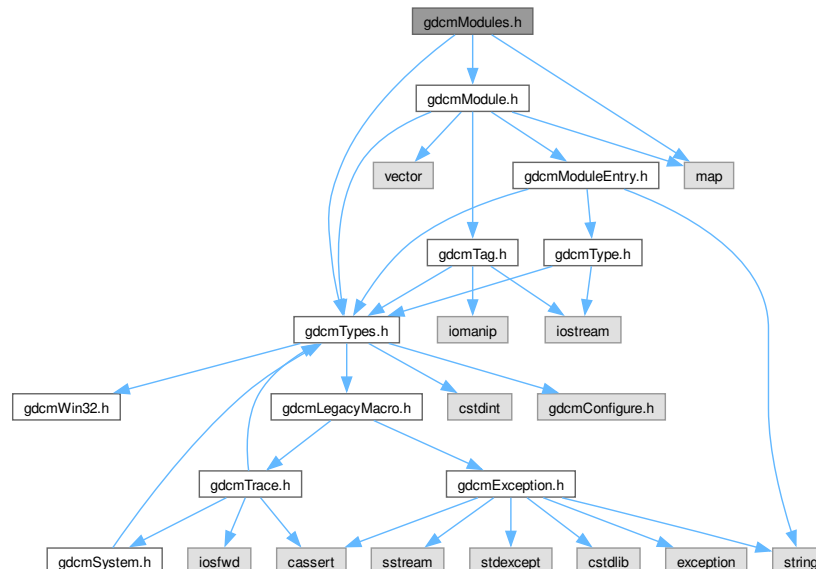 gdcmModules.h
gdcmModule.h
vector
gdcmModuleEntry.h
map
gdcmTag.h
gdcmType.h
gdcmTypes.h
iomanip
iostream
gdcmWin32.h
gdcmLegacyMacro.h
cstdint
gdcmConfigure.h
gdcmTrace.h
gdcmException.h
gdcmSystem.h
iosfwd
cassert
sstream
stdexcept
cstdlib
exception
string